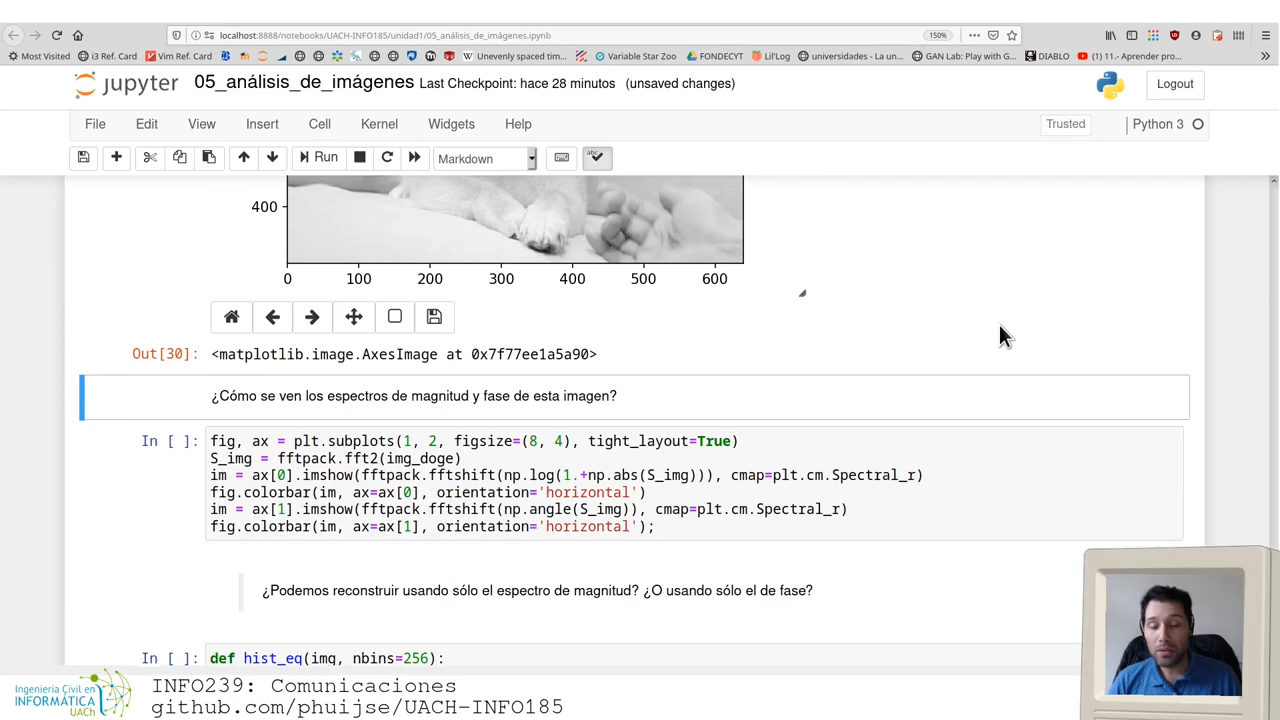 localhost:8888/notebooks/UACH-INFO185/unidad1/05_análisis_de_imágenes.ipynb
150%
Most Visited
i3 Ref. Card
Vim Ref. Card
Unevenly spaced tim...
Variable Star Zoo
FONDECYT
Lil'Log
universidades - La un...
GAN Lab: Play with G...
DIABLO
(1) 11.- Aprender pro...
jupyter 05_análisis_de_imágenes Last Checkpoint: hace 28 minutos (unsaved changes)
Logout
File Edit View Insert Cell Kernel Widgets Help
Trusted
Python 3
Run
Markdown
400
0 100 200 300 400 500 600
Out[30]: <matplotlib.image.AxesImage at 0x7f77ee1a5a90>
¿Cómo se ven los espectros de magnitud y fase de esta imagen?
In [ ]: fig, ax = plt.subplots(1, 2, figsize=(8, 4), tight_layout=True)
S_img = fftpack.fft2(img_doge)
im = ax[0].imshow(fftpack.fftshift(np.log(1.+np.abs(S_img))), cmap=plt.cm.Spectral_r)
fig.colorbar(im, ax=ax[0], orientation='horizontal')
im = ax[1].imshow(fftpack.fftshift(np.angle(S_img)), cmap=plt.cm.Spectral_r)
fig.colorbar(im, ax=ax[1], orientation='horizontal');
¿Podemos reconstruir usando sólo el espectro de magnitud? ¿O usando sólo el de fase?
In [ ]: def hist_eq(img, nbins=256):
Ingeniería Civil en
INFORMÁTICA
UACh
INFO239: Comunicaciones
github.com/phuijse/UACH-INFO185